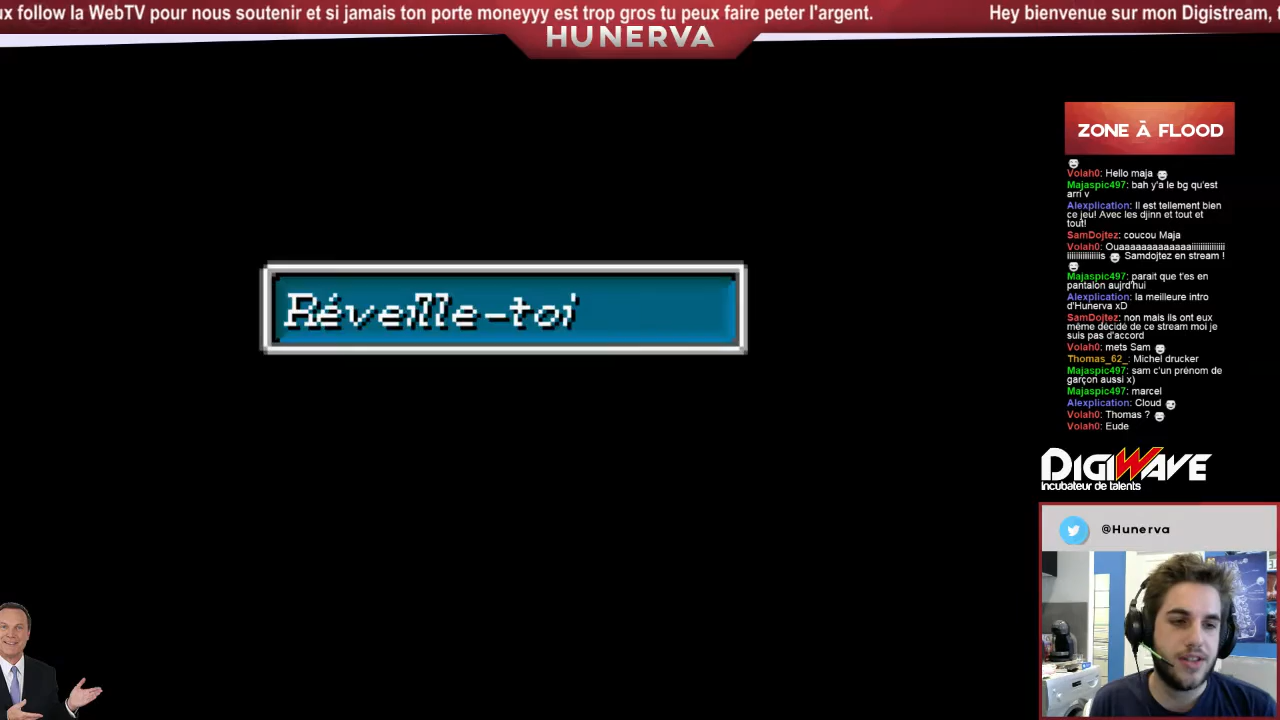 ux follow la WebTV pour nous soutenir et si jamais ton porte moneyyy est trop gros tu peux faire peter l'argent. Hey bienvenue sur mon Digistream, t
HUNERVA
ZONE À FLOOD
Volah0: Hello maja
Majaspic497: bah y'a le bg qu'est
arri v
Alexplication: Il est tellement bien
ce jeu! Avec les djinn et tout et
tout!
SamDojtez: coucou Maja
Volah0: Ouaaaaaaaaaaaaiiiiiiiiiiiiiii
iiiiiiiiiiiiiiis Samdojtez en stream !
Majaspic497: parait que t'es en
pantalon aujrd'hui
Alexplication: la meilleure intro
d'Hunerva xD
SamDojtez: non mais ils ont eux
même décidé de ce stream moi je
suis pas d'accord
Volah0: mets Sam
Thomas_62_: Michel drucker
Majaspic497: sam c'un prénom de
garçon aussi x)
Majaspic497: marcel
Alexplication: Cloud
Volah0: Thomas ?
Volah0: Eude
Réveille-toi
DIGIWAVE
incubateur de talents
@Hunerva